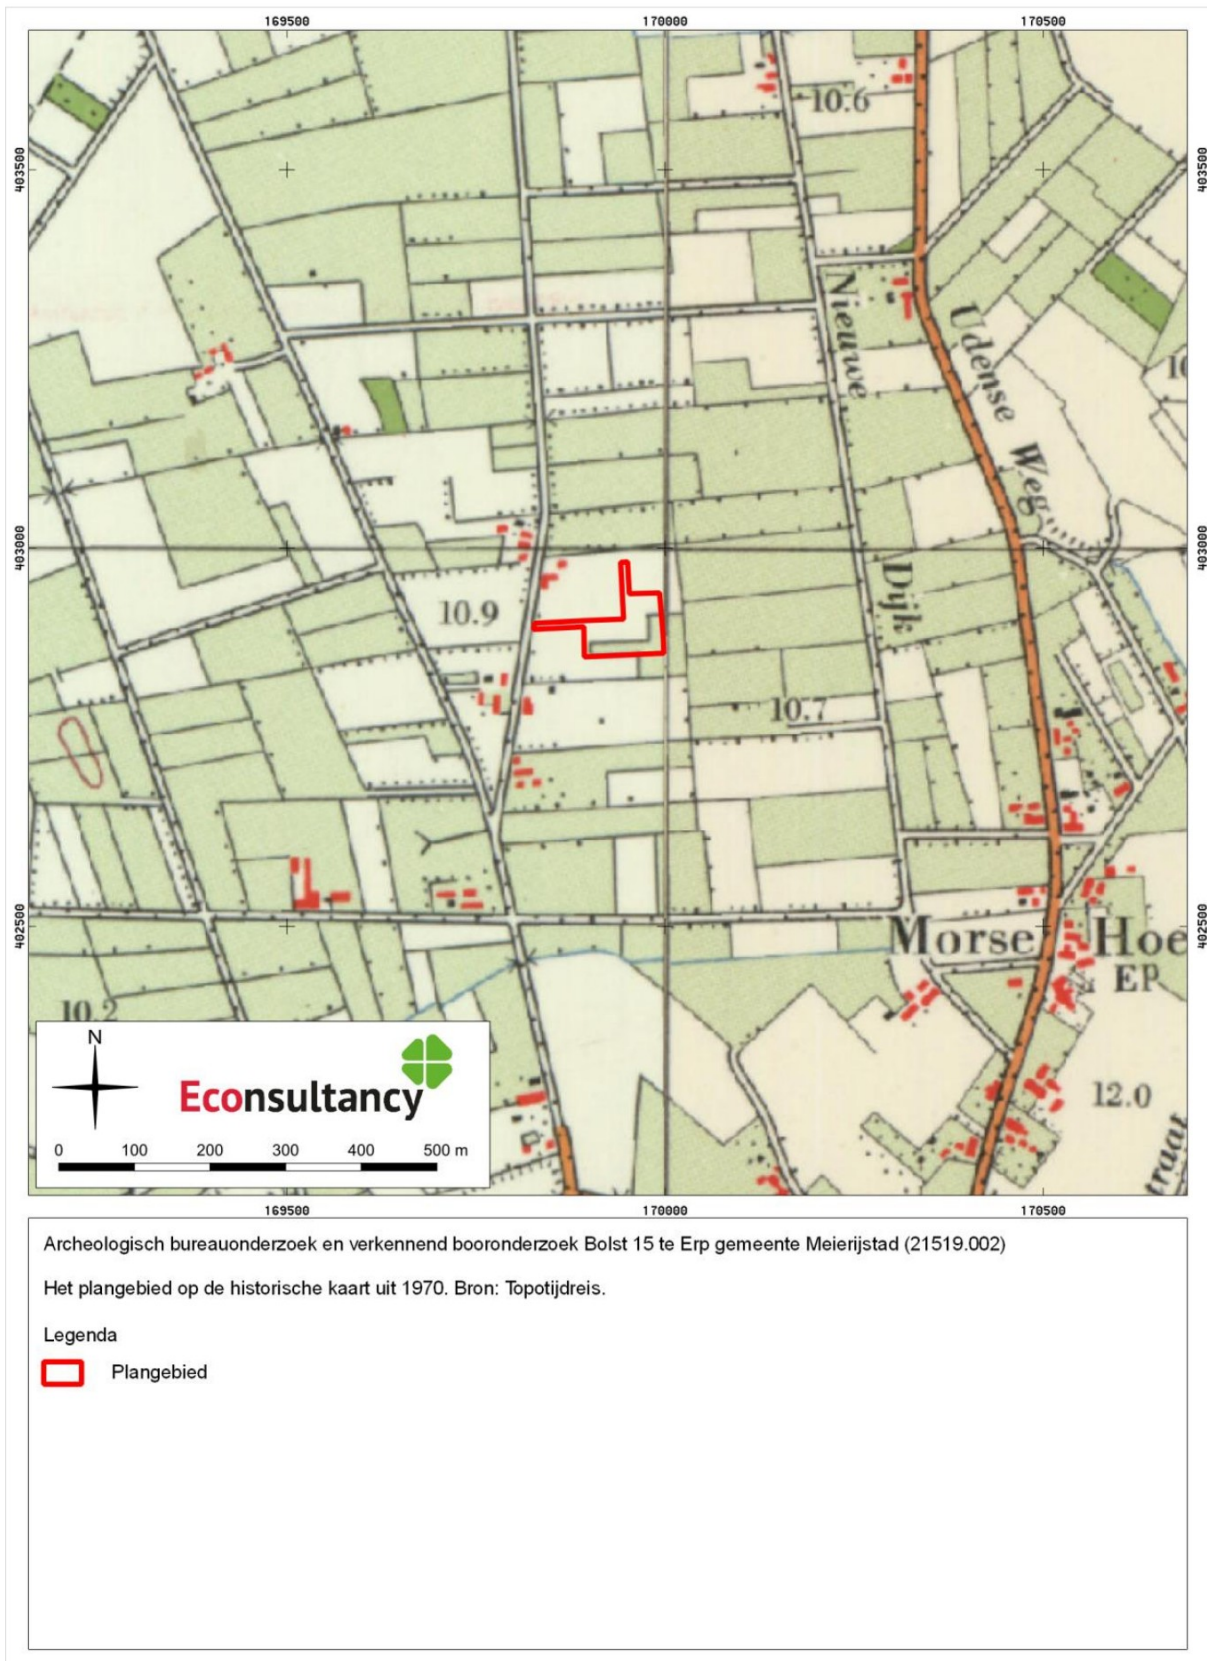 169500 170000 170500
403500 403500
10.6
Nieuwe
Udense Weg
10
403000 403000
10.9
Dijk
10.7
402500 402500
Morse Hoe
Ep
10.2
N
Econsultancy
12.0
0 100 200 300 400 500 m
traat
169500 170000 170500
Archeologisch bureauonderzoek en verkennend booronderzoek Bolst 15 te Erp gemeente Meierijstad (21519.002)
Het plangebied op de historische kaart uit 1970. Bron: Topotijdreis.
Legenda
Plangebied